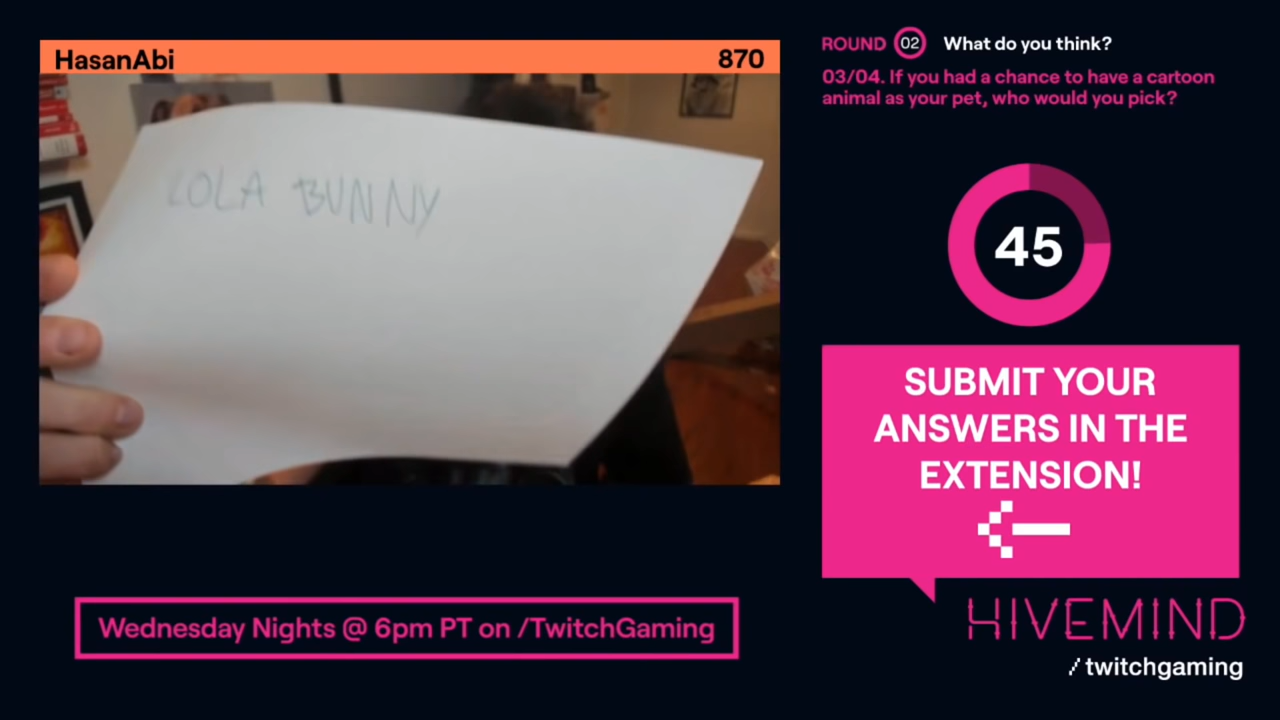 HasanAbi 870
LOLA BUNNY
ROUND 02 What do you think?
03/04. If you had a chance to have a cartoon
animal as your pet, who would you pick?
45
SUBMIT YOUR
ANSWERS IN THE
EXTENSION!
Wednesday Nights @ 6pm PT on /TwitchGaming
HIVEMIND
/twitchgaming